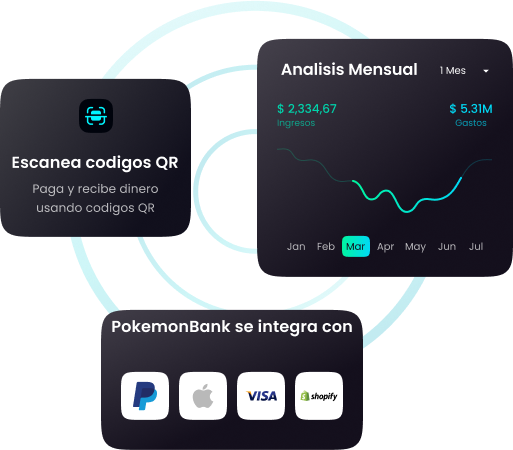 Analisis Mensual
1 Mes
$ 2,334,67
$ 5.31M
Ingresos
Gastos
Jan Feb Mar Apr May Jun Jul
Escanea codigos QR
Paga y recibe dinero
usando codigos QR
PokemonBank se integra con
VISA
shopify